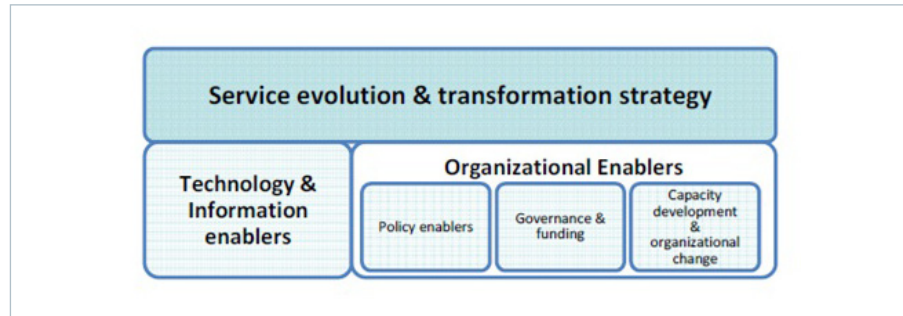 Service evolution & transformation strategy
Technology &
Information
enablers
Organizational Enablers
Policy enablers
Governance &
funding
Capacity
development
&
organizational
change